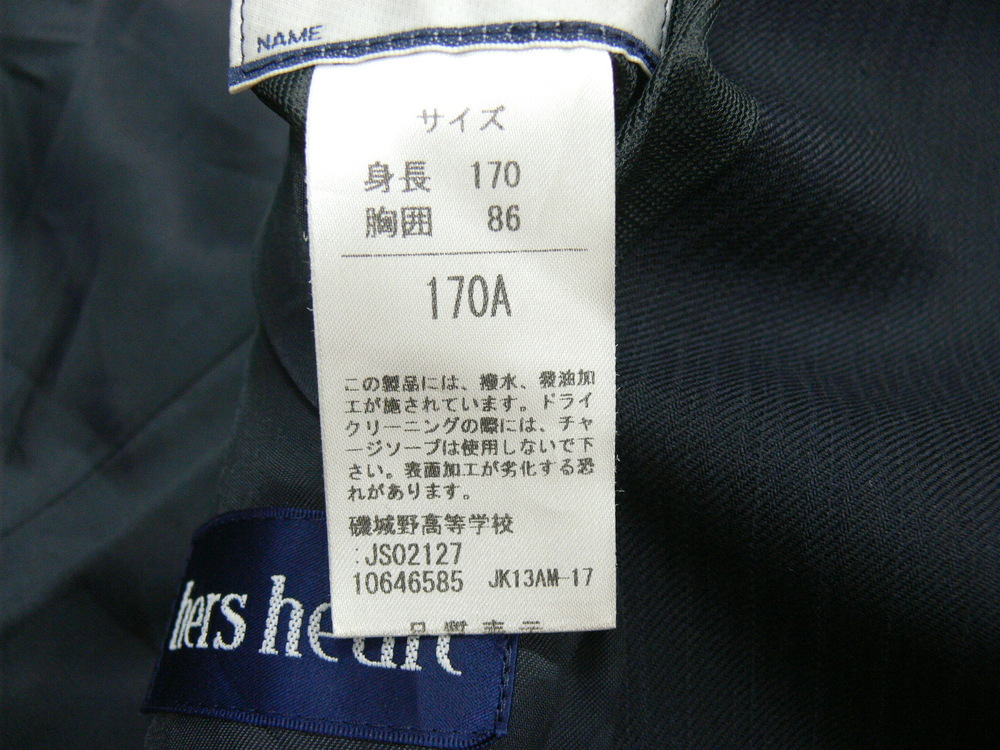 NAME
サイズ
身長 170
胸囲 86
170A
この製品には、撥水、撥油加
工が施されています。ドライ
クリーニングの際には、チャ
ージソープは使用しないで下
さい。表面加工が劣化する恐
れがあります。
磯城野高等学校
:JS02127
10646585 JK13AM-17
品質表示
hers heart